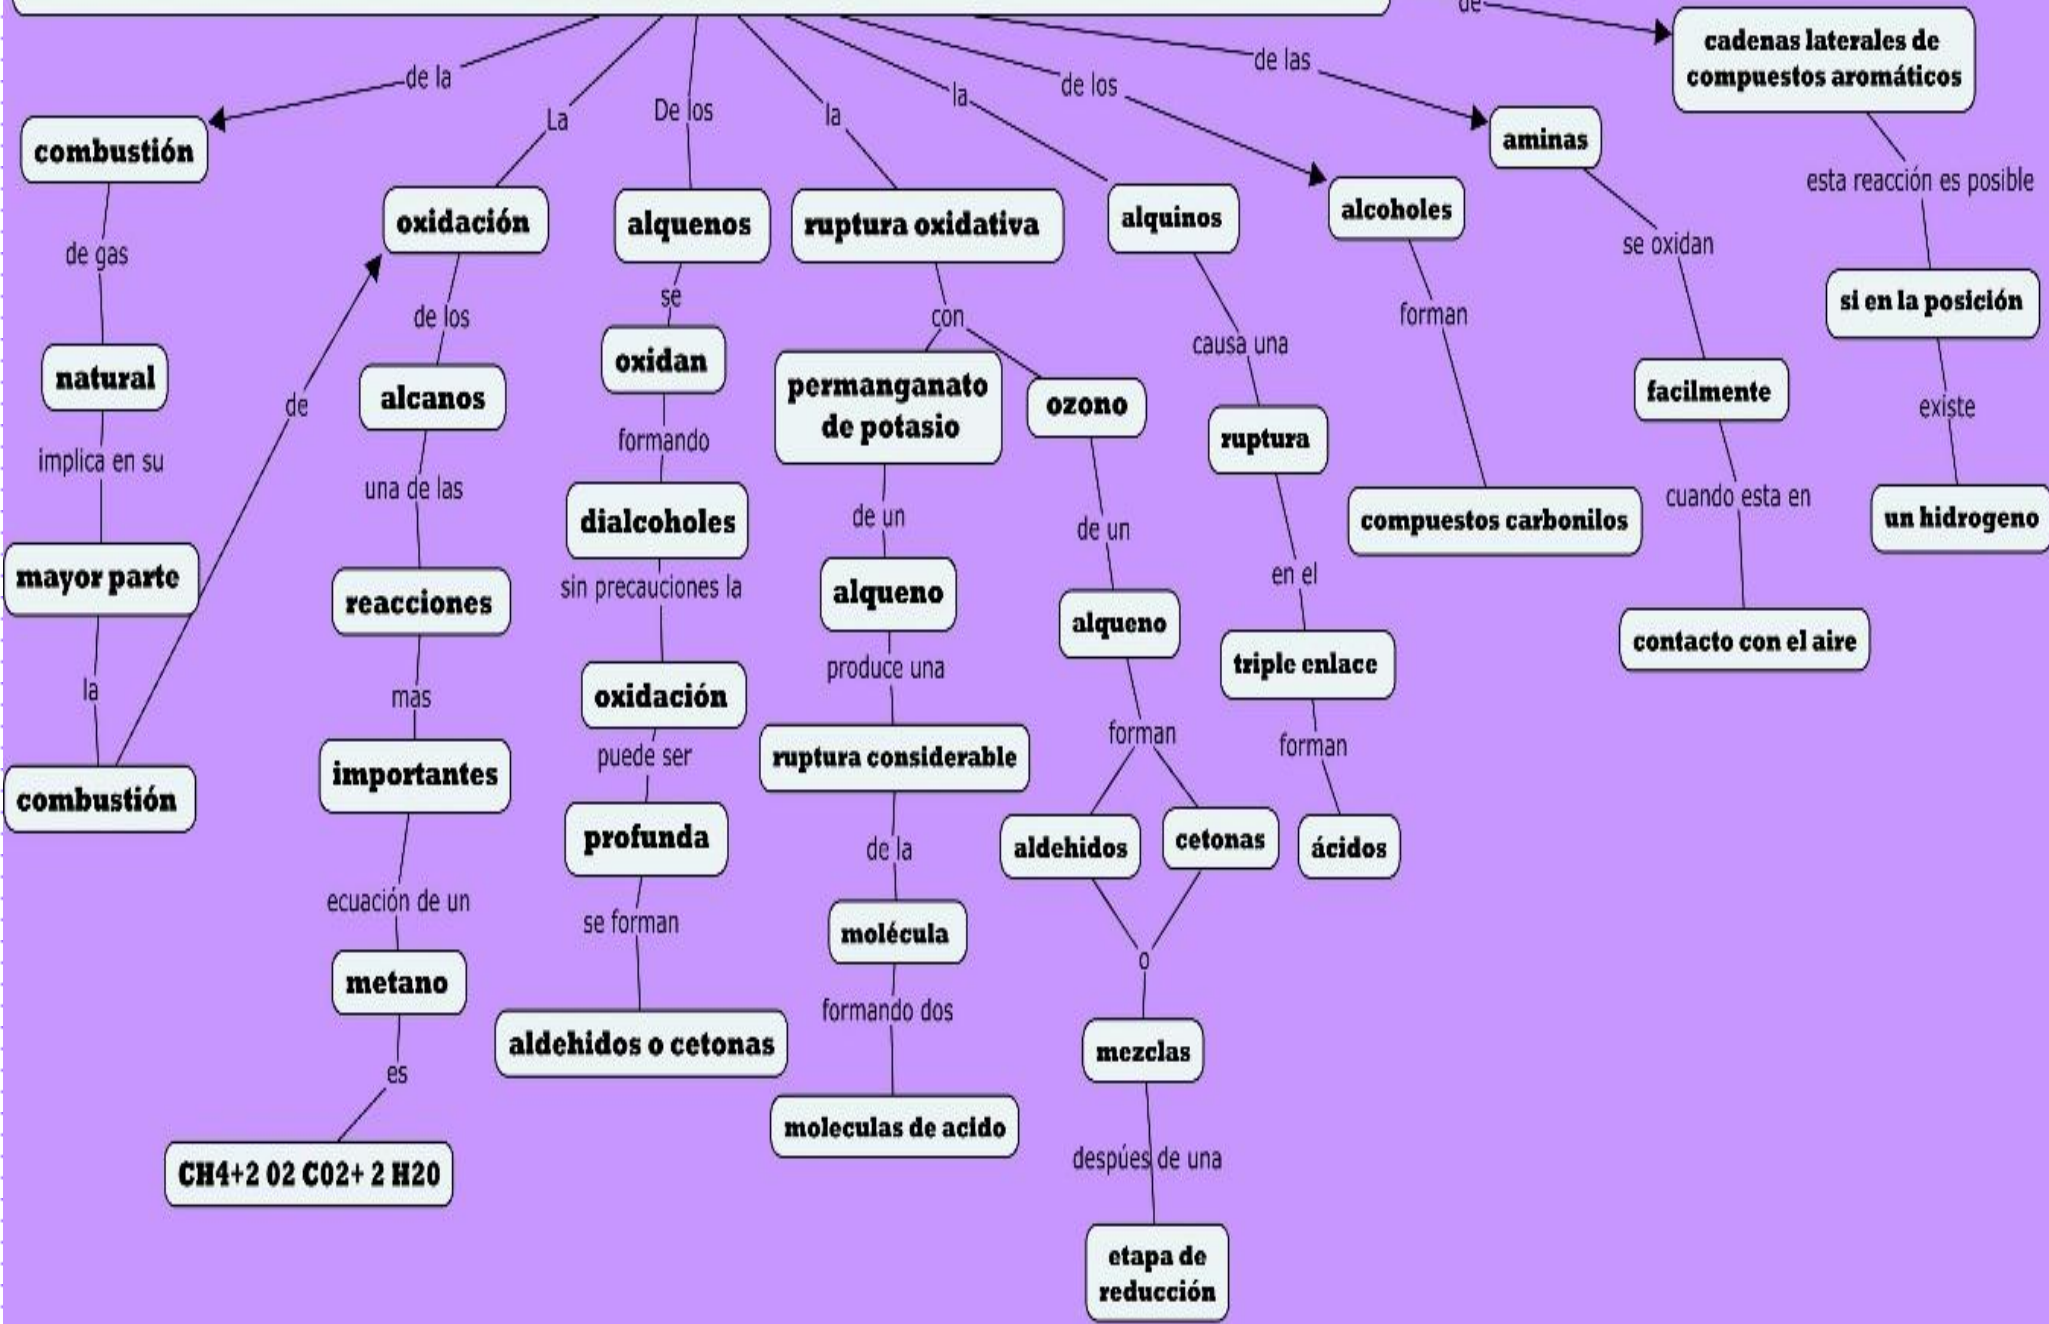 de
cadenas laterales de
compuestos aromáticos
de la
La
De los
la
la
de los
de las
combustión
oxidación
alquenos
ruptura oxidativa
alquinos
alcoholes
aminas
esta reacción es posible
de gas
de los
se
con
causa una
forman
se oxidan
si en la posición
natural
alcanos
oxidan
permanganato
de potasio
ozono
ruptura
compuestos carbonilos
facilmente
existe
implica en su
de
una de las
formando
de un
de un
en el
cuando esta en
un hidrogeno
mayor parte
reacciones
dialcoholes
alqueno
alqueno
triple enlace
contacto con el aire
la
mas
sin precauciones la
produce una
forman
forman
combustión
importantes
oxidación
ruptura considerable
aldehidos
cetonas
ácidos
ecuación de un
puede ser
de la
o
metano
profunda
molécula
mezclas
es
se forman
formando dos
despúes de una
CH4+2 02 C02+ 2 H20
aldehidos o cetonas
moleculas de acido
etapa de
reducción